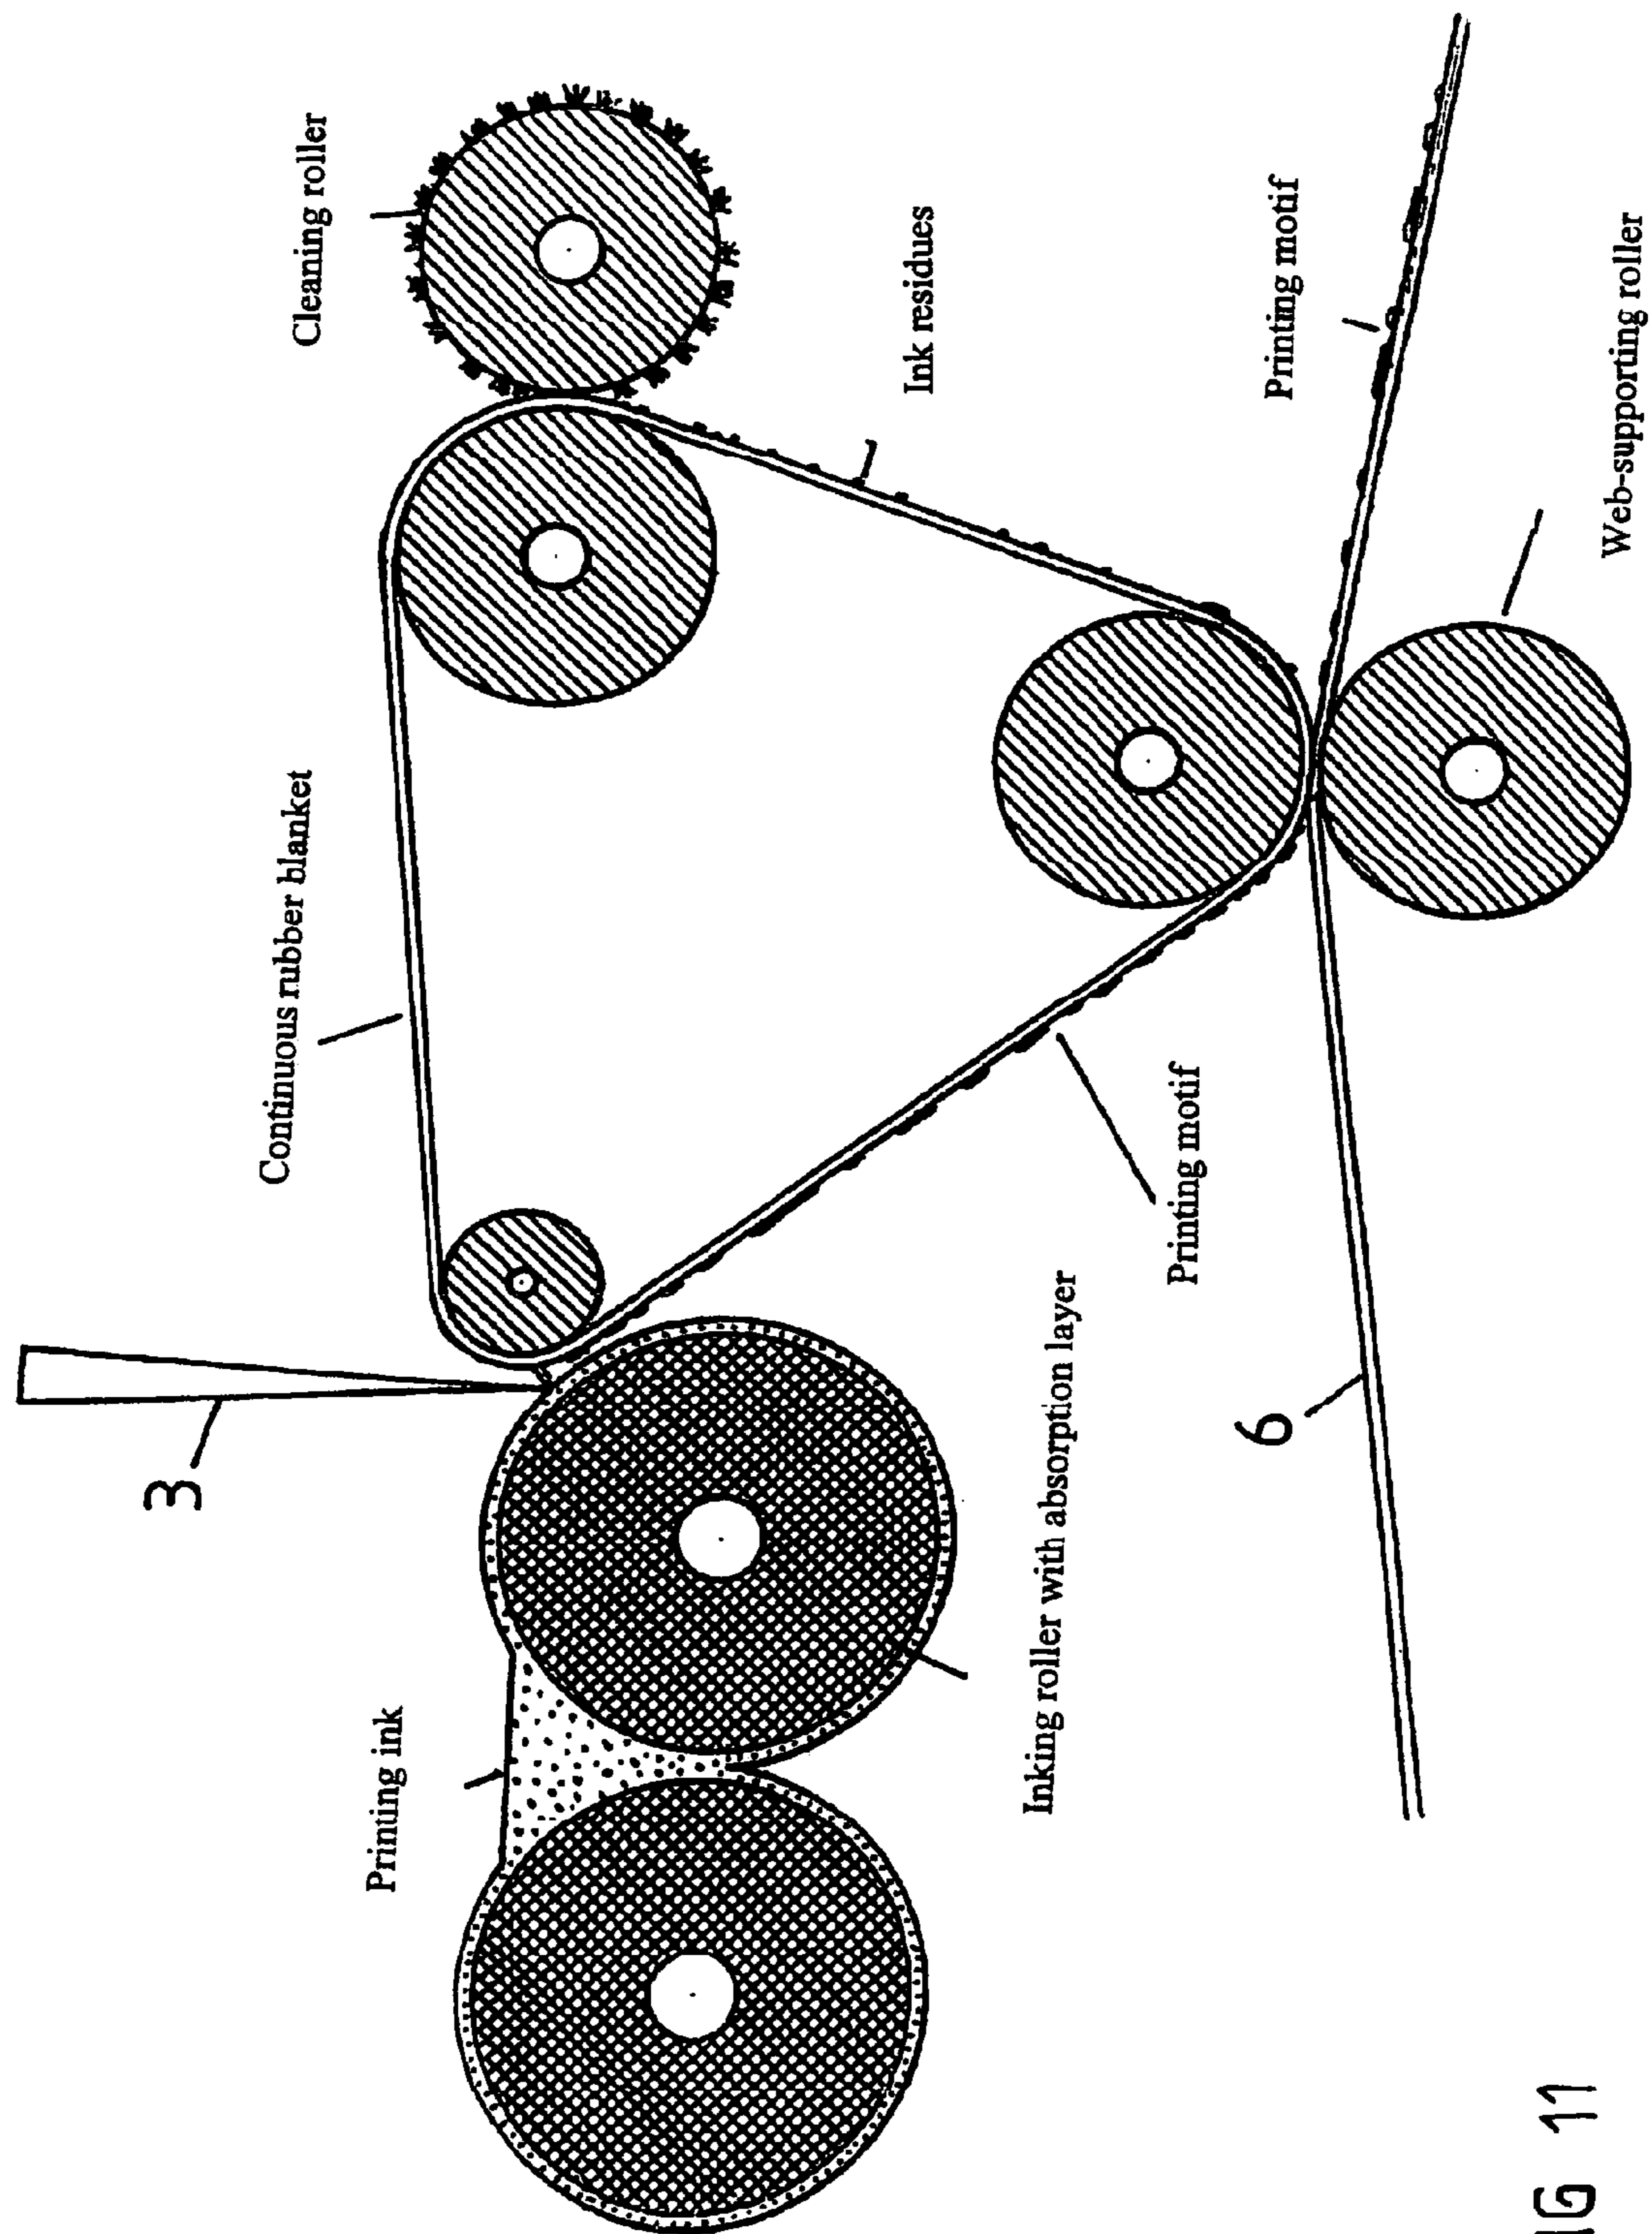 3
Continuous rubber blanket
Cleaning roller
Printing ink
Ink residues
Inking roller with absorption layer
Printing motif
6
Printing motif
IG 11
Web-supporting roller